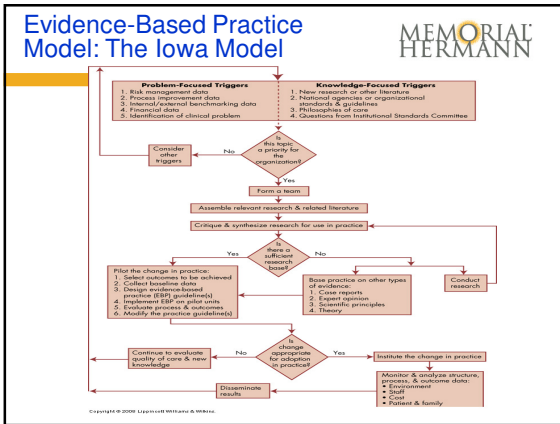 Evidence-Based Practice
Model: The Iowa Model
MEMORIAL
HERMANN
Problem-Focused Triggers
1. Risk management data
2. Process improvement data
3. Internal/external benchmarking data
4. Financial data
5. Identification of clinical problem
Knowledge-Focused Triggers
1. New research or other literature
2. National agencies or organizational
standards & guidelines
3. Philosophies of care
4. Questions from Institutional Standards Committee
Consider
other
triggers
No
Is
this topic
a priority for
the
organization?
Yes
Form a team
Assemble relevant research & related literature
Critique & synthesize research for use in practice
Yes
Is
there a
sufficient
research
base?
No
Pilot the change in practice:
1. Select outcomes to be achieved
2. Collect baseline data
3. Design evidence-based
practice (EBP) guideline(s)
4. Implement EBP on pilot units
5. Evaluate process & outcomes
6. Modify the practice guideline(s)
Base practice on other types
of evidence:
1. Case reports
2. Expert opinion
3. Scientific principles
4. Theory
Conduct
research
Continue to evaluate
quality of care & new
knowledge
No
Is
change
appropriate
for adoption
in practice?
Yes
Institute the change in practice
Disseminate
results
Monitor & analyze structure,
process, & outcome data:
• Environment
• Staff
• Cost
• Patient & family
Copyright © 2008 Lippincott Williams & Wilkins.